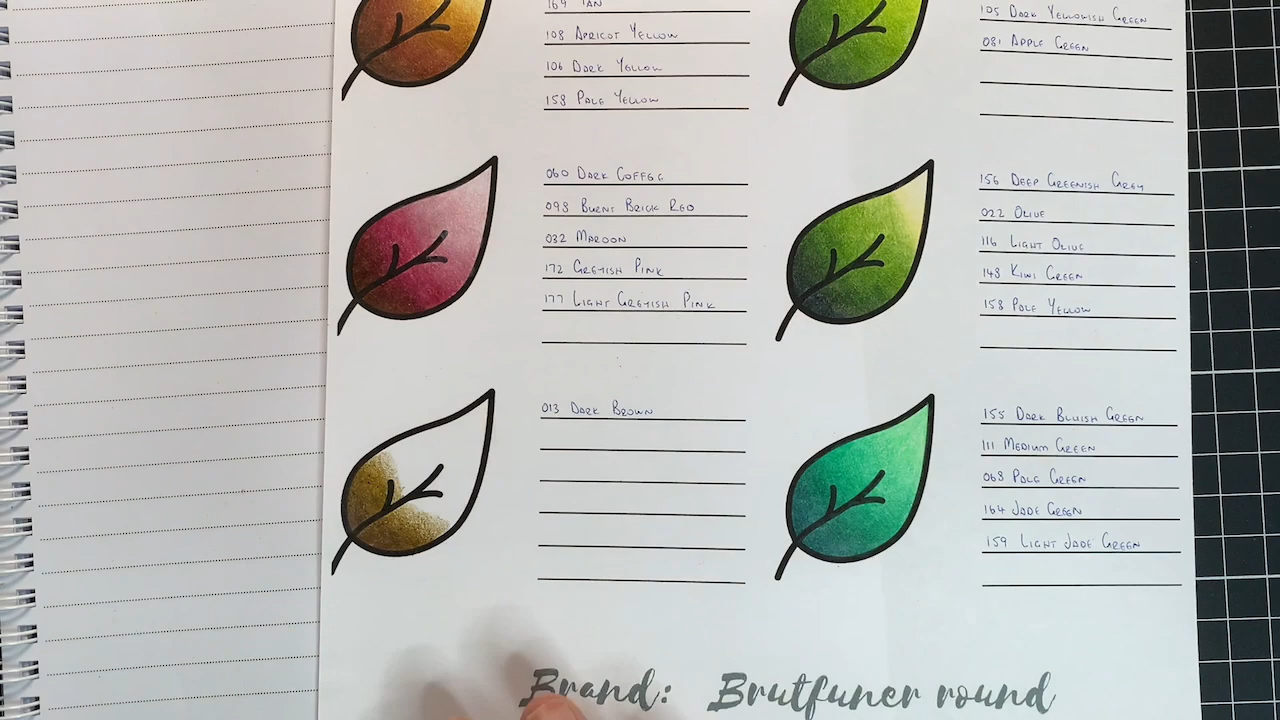 164 Tan
108 Apricot Yellow
106 Dark Yellow
158 Pale Yellow
105 Dark Yellowish Green
081 Apple Green
060 Dark Coffee
098 Burnt Brick Red
032 Maroon
172 Greyish Pink
177 Light Greyish Pink
156 Deep Greenish Grey
022 Olive
116 Light Olive
148 Kiwi Green
158 Pale Yellow
013 Dark Brown
155 Dark Bluish Green
111 Medium Green
068 Pale Green
164 Jade Green
159 Light Jade Green
Brand: Brutfuner round